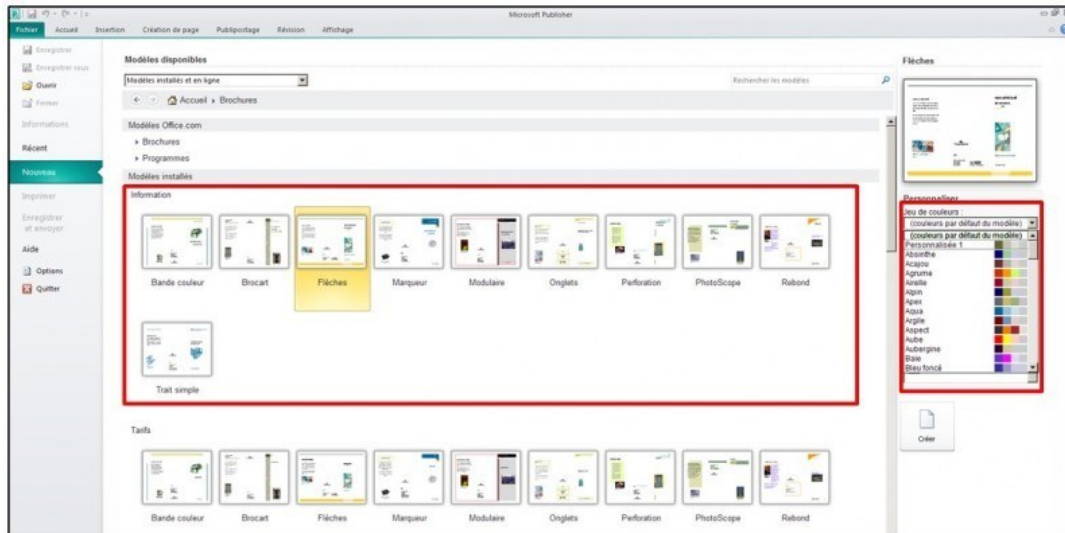 Microsoft Publisher
Fichier Accueil Insertion Création de page Publipostage Révision Affichage
Enregistrer
Enregistrer sous
Ouvrir
Fermer
Informations
Récent
Nouveau
Imprimer
Enregistrer
et envoyer
Aide
Options
Quitter
Modèles disponibles
Modèles installés et en ligne
Rechercher les modèles
Accueil Brochures
Modèles Office.com
Brochures
Programmes
Modèles installés
Information
Bande couleur Brocart Flèches Marqueur Modulaire Onglets Perforation PhotoScope Rebond
Trait simple
Tarifs
Bande couleur Brocart Flèches Marqueur Modulaire Onglets Perforation PhotoScope Rebond
Flèches
Personnaliser
Jeu de couleurs :
(couleurs par défaut du modèle)
(couleurs par défaut du modèle)
Personnalisée 1
Absinthe
Acajou
Agrume
Airelle
Alpin
Apex
Aqua
Argile
Aspect
Aube
Aubergine
Baie
Bleu foncé
Créer